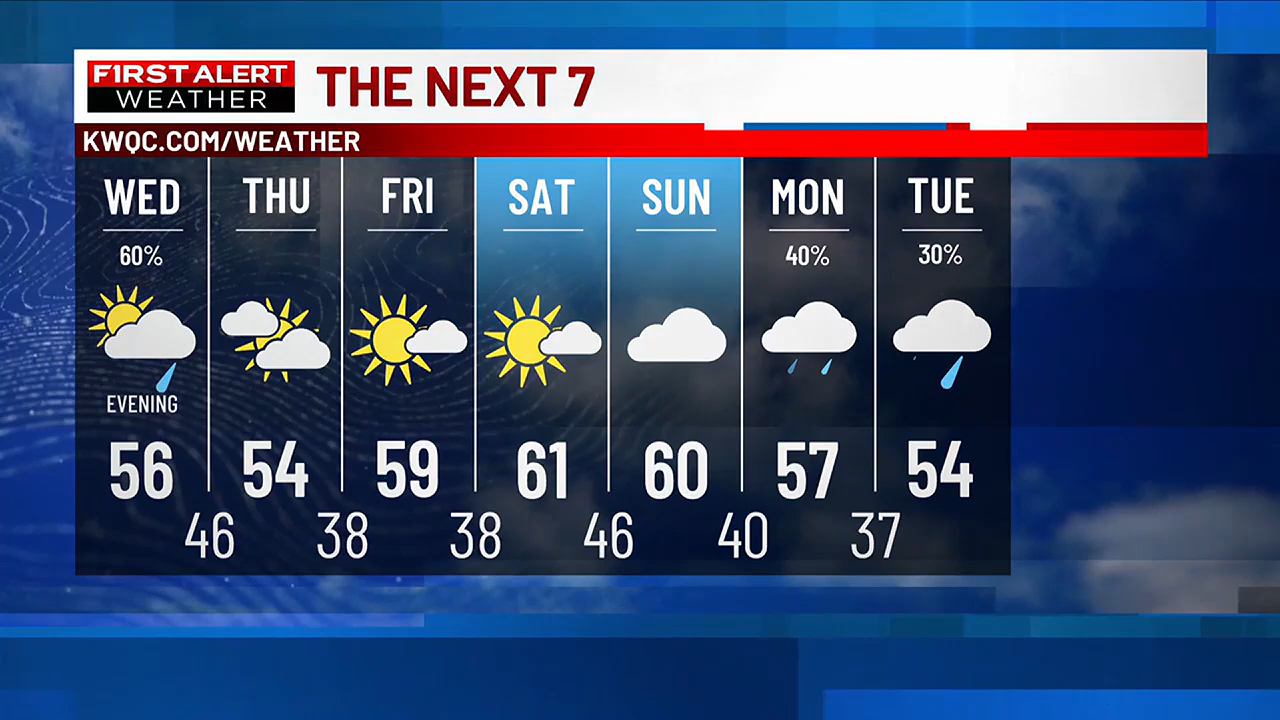 FIRST ALERT
WEATHER
THE NEXT 7
KWQC.COM/WEATHER
WED THU FRI SAT SUN MON TUE
60% 40% 30%
EVENING
56 54 59 61 60 57 54
46 38 38 46 40 37